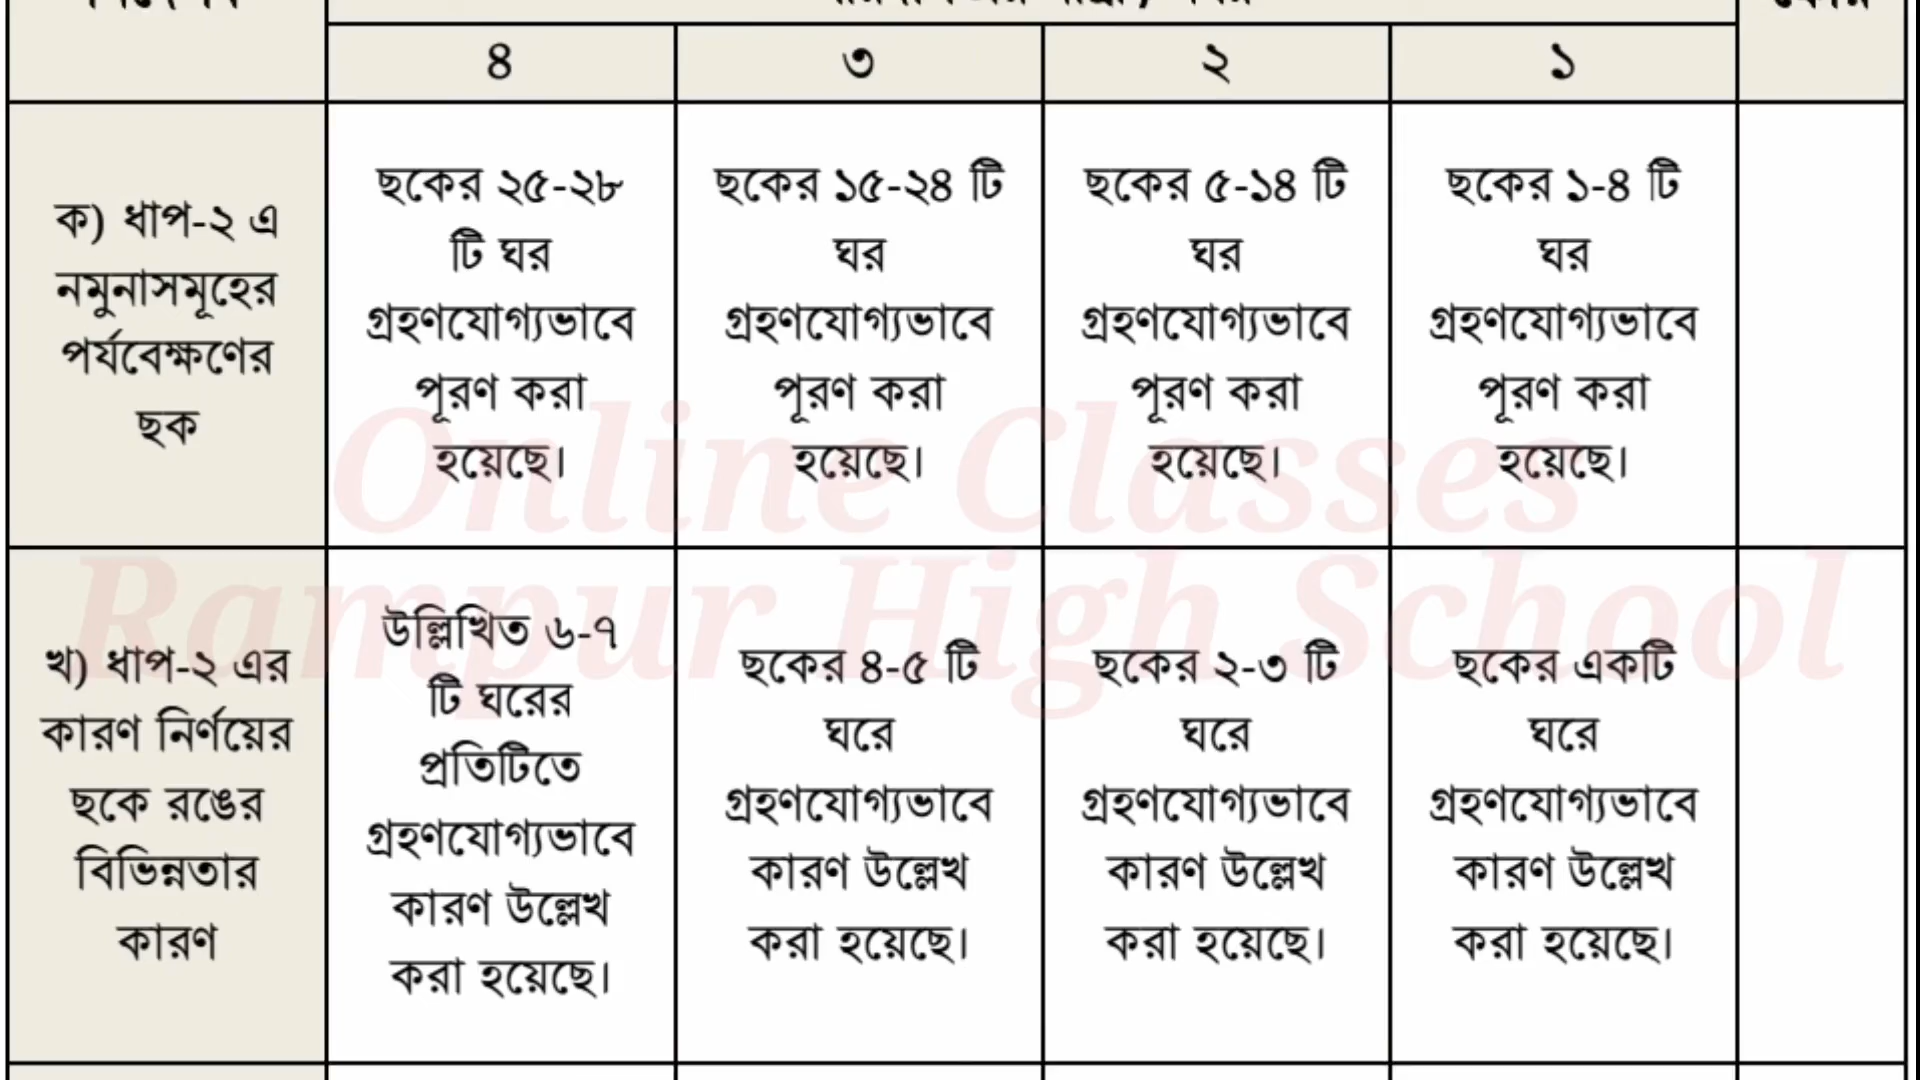 ৪
৩
২
১
ক) ধাপ-২ এ
নমুনাসমূহের
পর্যবেক্ষণের
ছক
ছকের ২৫-২৮
টি ঘর
গ্রহণযোগ্যভাবে
পূরণ করা
হয়েছে।
ছকের ১৫-২৪ টি
ঘর
গ্রহণযোগ্যভাবে
পূরণ করা
হয়েছে।
ছকের ৫-১৪ টি
ঘর
গ্রহণযোগ্যভাবে
পূরণ করা
হয়েছে।
ছকের ১-৪ টি
ঘর
গ্রহণযোগ্যভাবে
পূরণ করা
হয়েছে।
খ) ধাপ-২ এর
কারণ নির্ণয়ের
ছকে রঙের
বিভিন্নতার
কারণ
উল্লিখিত ৬-৭
টি ঘরের
প্রতিটিতে
গ্রহণযোগ্যভাবে
কারণ উল্লেখ
করা হয়েছে।
ছকের ৪-৫ টি
ঘরে
গ্রহণযোগ্যভাবে
কারণ উল্লেখ
করা হয়েছে।
ছকের ২-৩ টি
ঘরে
গ্রহণযোগ্যভাবে
কারণ উল্লেখ
করা হয়েছে।
ছকের একটি
ঘরে
গ্রহণযোগ্যভাবে
কারণ উল্লেখ
করা হয়েছে।
Online Classes
Rampur High School